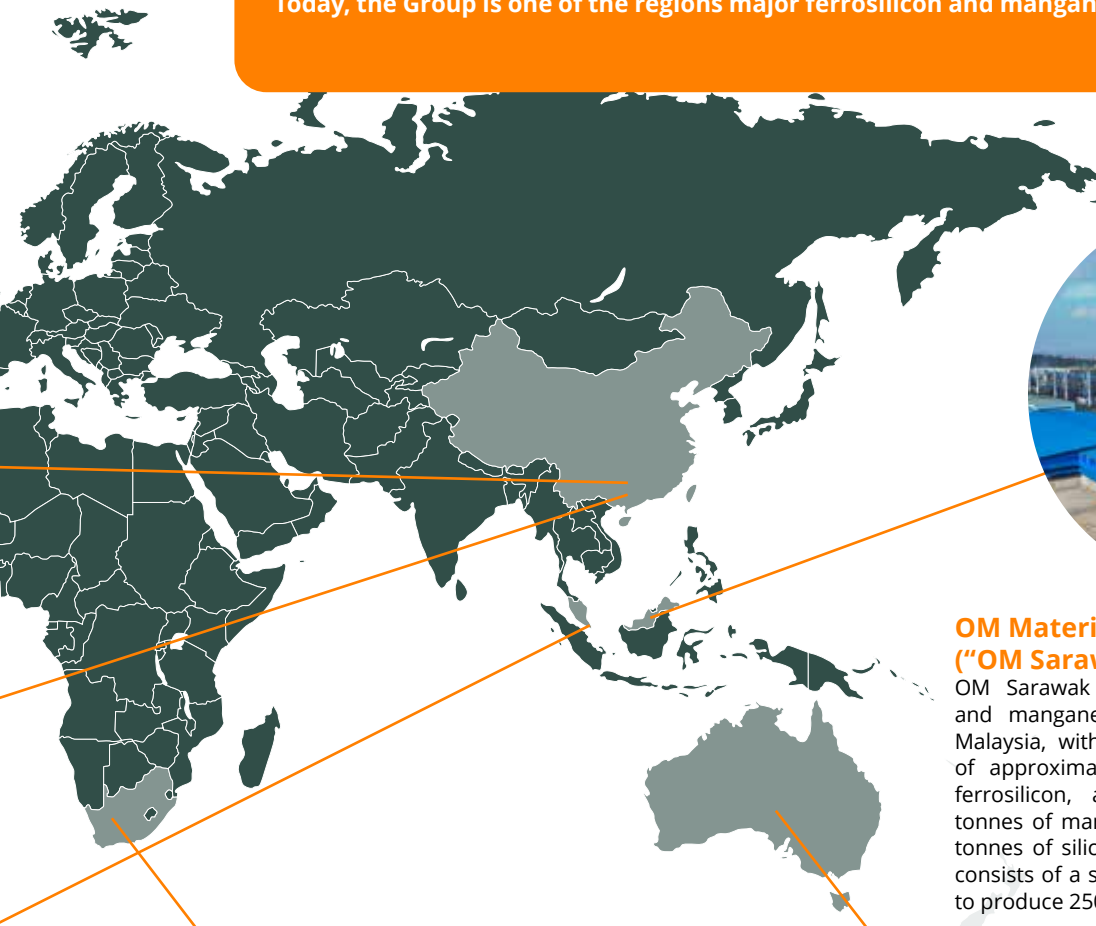 Today, the Group is one of the regions major ferrosilicon and mangan
OM Materi
("OM Saraw
OM Sarawak
and mangane
Malaysia, with
of approxima
ferrosilicon, a
tonnes of man
tonnes of silic
consists of a s
to produce 250